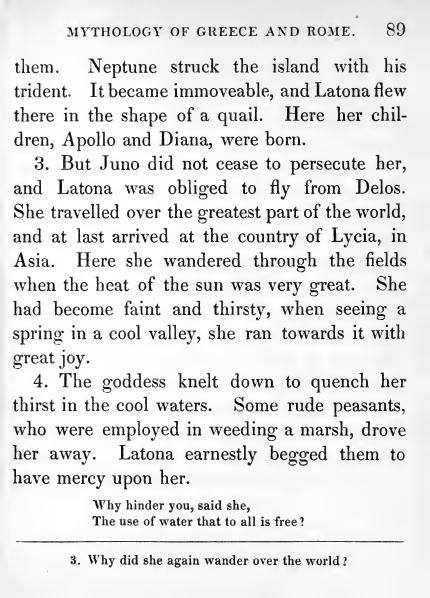 MYTHOLOGY OF GREECE AND ROME. 89
them. Neptune struck the island with his
trident. It became immoveable, and Latona flew
there in the shape of a quail. Here her chil-
dren, Apollo and Diana, were born.
3. But Juno did not cease to persecute her,
and Latona was obliged to fly from Delos.
She travelled over the greatest part of the world,
and at last arrived at the country of Lycia, in
Asia. Here she wandered through the fields
when the heat of the sun was very great. She
had become faint and thirsty, when seeing a
spring in a cool valley, she ran towards it with
great joy.
4. The goddess knelt down to quench her
thirst in the cool waters. Some rude peasants,
who were employed in weeding a marsh, drove
her away. Latona earnestly begged them to
have mercy upon her.
Why hinder you, said she,
The use of water that to all is free?
3. Why did she again wander over the world?